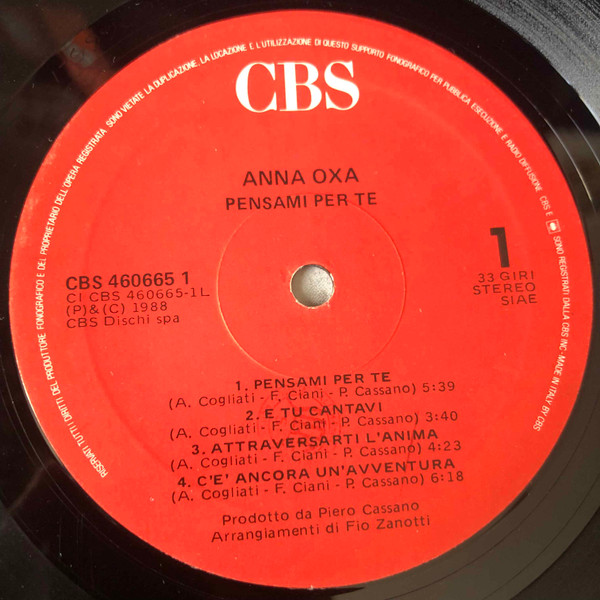 RISERVATI TUTTI I DIRITTI DEL PRODUTTORE FONOGRAFICO E DEL PROPRIETARIO DELL'OPERA REGISTRATA. SONO VIETATE LA DUPLICAZIONE, LA LOCAZIONE E L'UTILIZZAZIONE DI QUESTO SUPPORTO FONOGRAFICO PER PUBBLICA ESECUZIONE E RADIO DIFFUSIONE CBS E SONO REGISTRATI DALLA CBS INC. MADE IN ITALY BY CBS
CBS
ANNA OXA
PENSAMI PER TE
1
33 GIRI
STEREO
SIAE
CBS 460665 1
CI CBS 460665-1L
(P)&(C) 1988
CBS Dischi spa
1. PENSAMI PER TE
(A. Cogliati - F. Ciani - P. Cassano) 5:39
2. E TU CANTAVI
(A. Cogliati - F. Ciani - P. Cassano) 3:40
3. ATTRAVERSARTI L'ANIMA
(A. Cogliati - F. Ciani - P. Cassano) 4:23
4. C'E' ANCORA UN'AVVENTURA
(A. Cogliati - F. Ciani - P. Cassano) 6:18
Prodotto da Piero Cassano
Arrangiamenti di Fio Zanotti